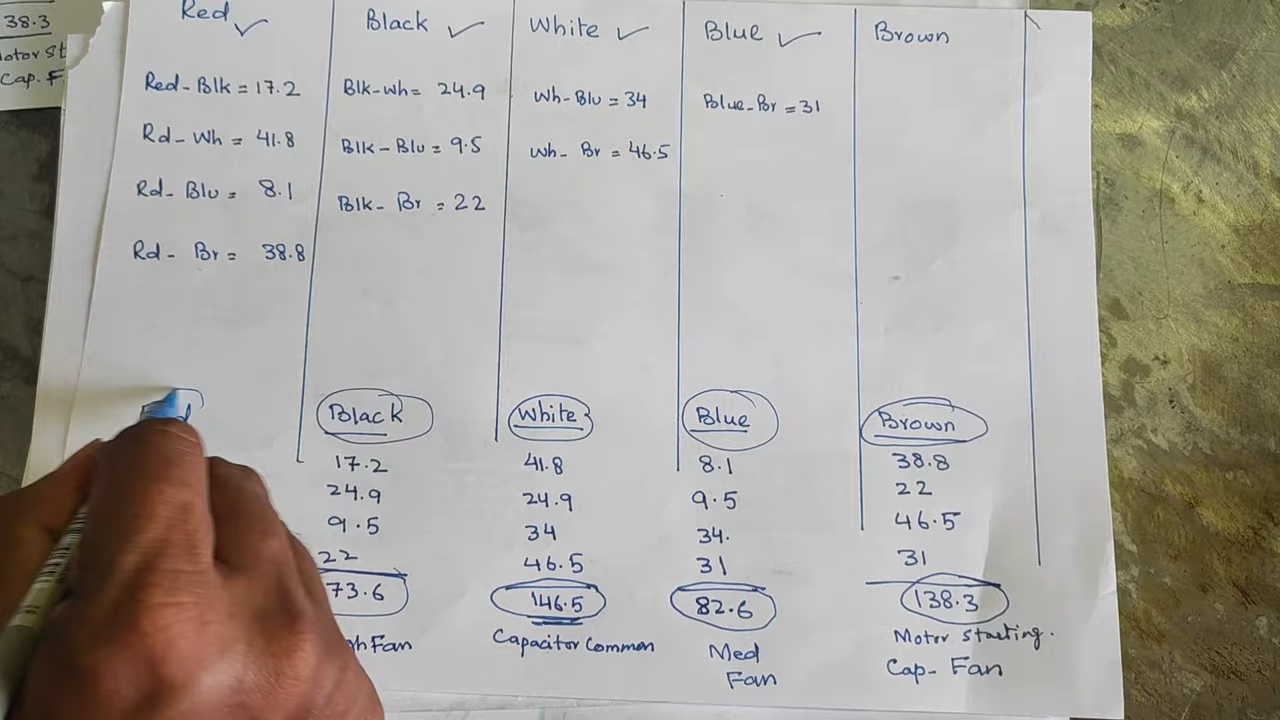 38.3
Motor St
Cap. F
Red
Black
White
Blue
Brown
Red-Blk = 17.2
Rd-Wh = 41.8
Rd-Blu = 8.1
Rd-Br = 38.8
Blk-Wh = 24.9
Blk-Blu = 9.5
Blk-Br = 22
Wh-Blu = 34
Wh-Br = 46.5
Blue-Br = 31
Black
17.2
24.9
9.5
22
73.6
Fan
White
41.8
24.9
34
46.5
146.5
Capacitor Common
Blue
8.1
9.5
34.
31
82.6
Med
Fan
Brown
38.8
22
46.5
31
138.3
Motor Starting.
Cap- Fan